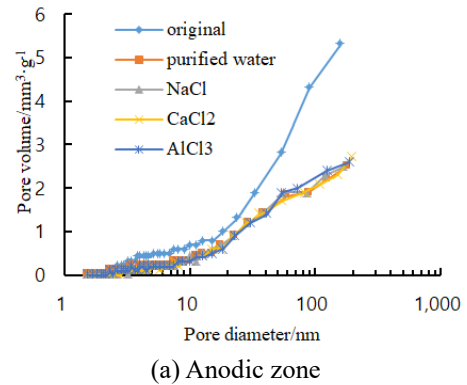 6
5
4
3
2
1
0
Pore volume/mm³·g⁻¹
original
purified water
NaCl
CaCl2
AlCl3
1 10 100 1,000
Pore diameter/nm
(a) Anodic zone